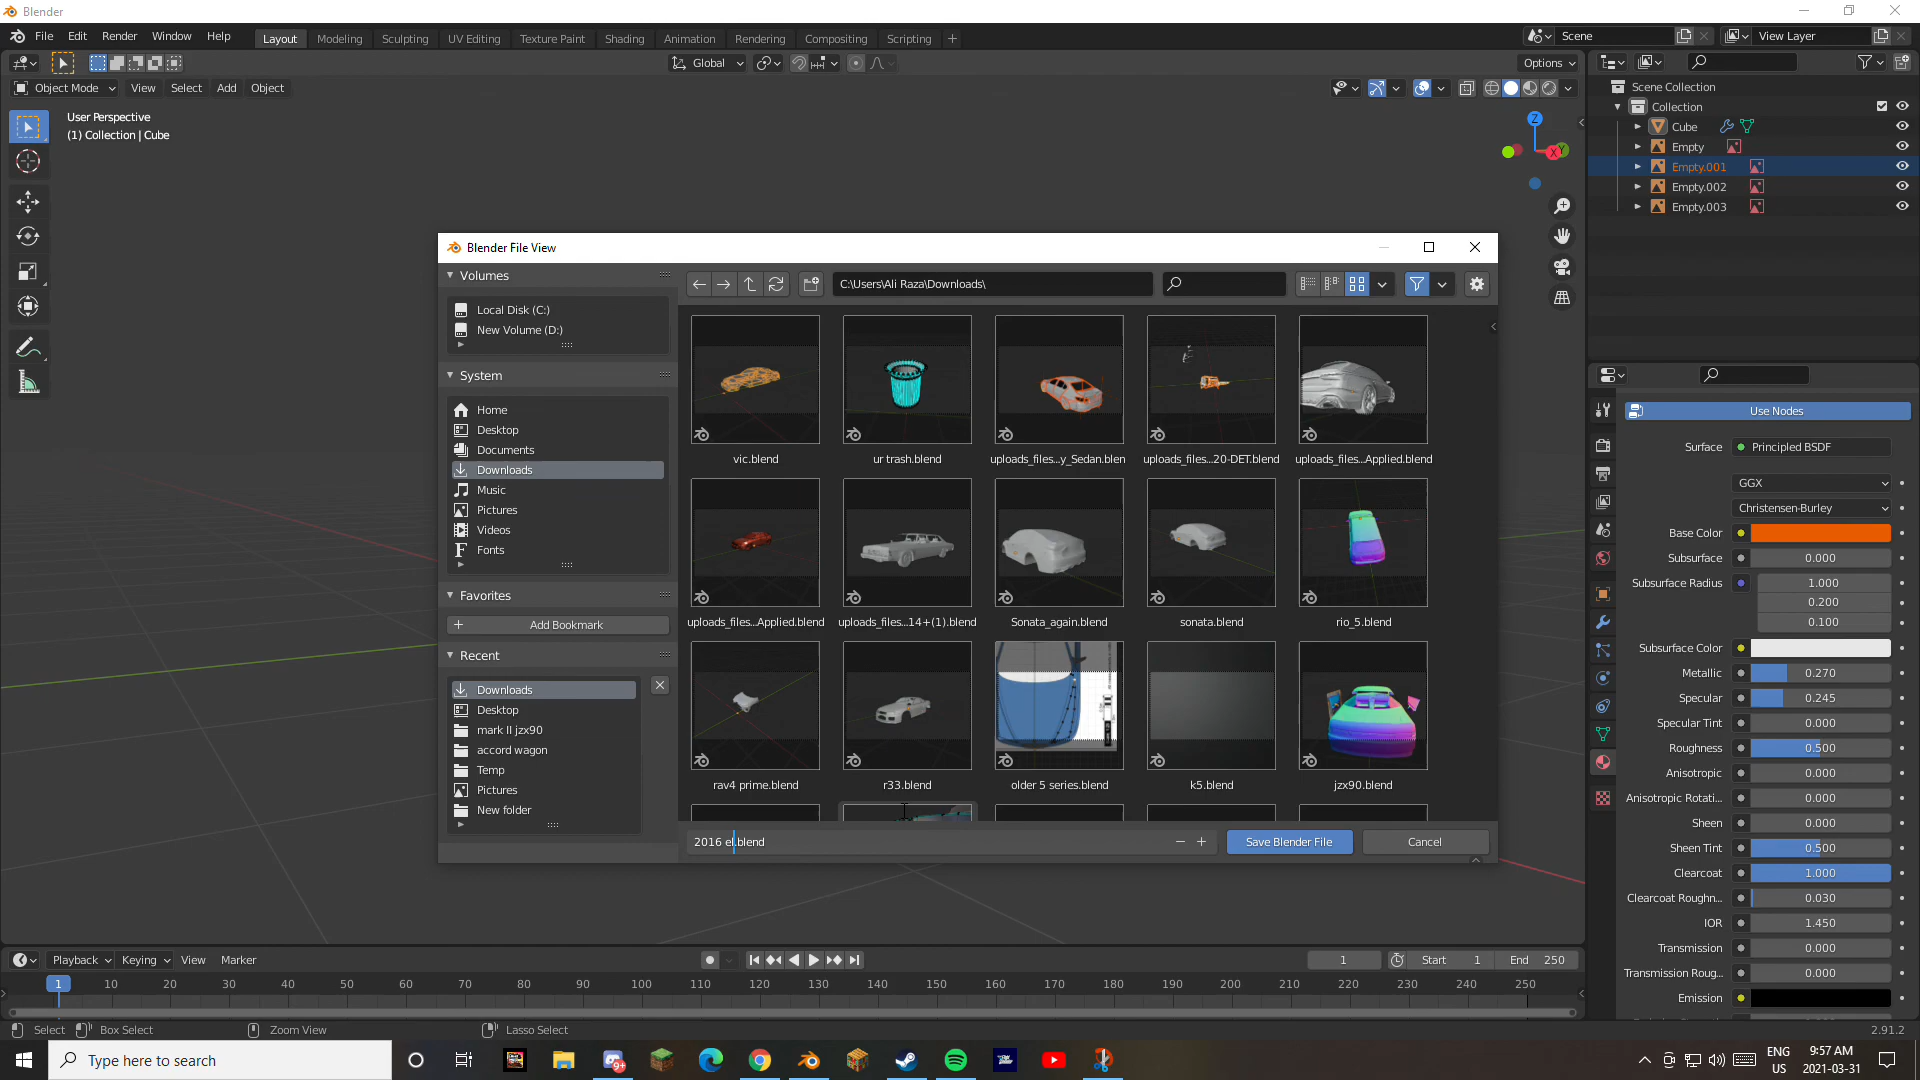 Blender
File Edit Render Window Help Layout Modeling Sculpting UV Editing Texture Paint Shading Animation Rendering Compositing Scripting + Scene View Layer
Global Options
Object Mode View Select Add Object
User Perspective
(1) Collection | Cube
Z
X
Y
Scene Collection
Collection
Cube
Empty
Empty.001
Empty.002
Empty.003
Blender File View
Volumes
Local Disk (C:)
New Volume (D:)
System
Home
Desktop
Documents
Downloads
Music
Pictures
Videos
Fonts
Favorites
Add Bookmark
Recent
Downloads
Desktop
mark II jzx90
accord wagon
Temp
Pictures
New folder
C:\Users\Ali Raza\Downloads\
vic.blend ur trash.blend uploads_files...y_Sedan.blen uploads_files...20-DET.blend uploads_files...Applied.blend
uploads_files...Applied.blend uploads_files...14+(1).blend Sonata_again.blend sonata.blend rio_5.blend
rav4 prime.blend r33.blend older 5 series.blend k5.blend jzx90.blend
2016 el.blend
Save Blender File Cancel
Use Nodes
Surface Principled BSDF
GGX
Christensen-Burley
Base Color
Subsurface 0.000
Subsurface Radius 1.000
0.200
0.100
Subsurface Color
Metallic 0.270
Specular 0.245
Specular Tint 0.000
Roughness 0.500
Anisotropic 0.000
Anisotropic Rotati... 0.000
Sheen 0.000
Sheen Tint 0.500
Clearcoat 1.000
Clearcoat Roughn... 0.030
IOR 1.450
Transmission 0.000
Transmission Roug... 0.000
Emission
Playback Keying View Marker 1 Start 1 End 250
1 10 20 30 40 50 60 70 80 90 100 110 120 130 140 150 160 170 180 190 200 210 220 230 240 250
Select Box Select Zoom View Lasso Select 2.91.2
Type here to search
9+
ENG
US
9:57 AM
2021-03-31